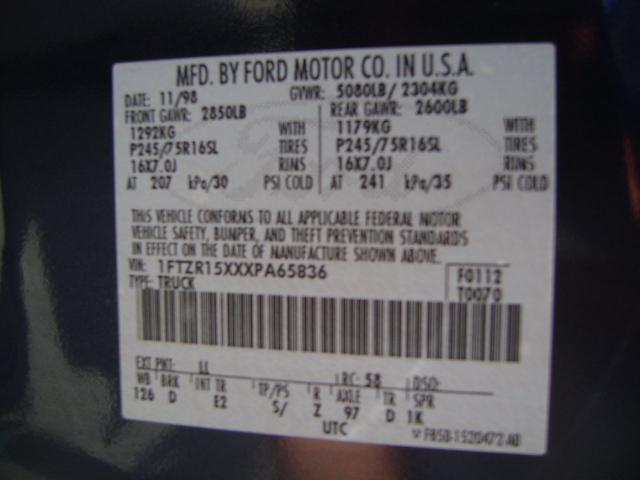 MFD. BY FORD MOTOR CO. IN U.S.A.
DATE: 11/98 GVWR: 5080LB/ 2304KG
FRONT GAWR: 2850LB REAR GAWR: 2600LB
1292KG WITH 1179KG WITH
P245/75R16SL TIRES P245/75R16SL TIRES
16X7.0J RIMS 16X7.0J RIMS
AT 207 kPa/30 PSI COLD AT 241 kPa/35 PSI COLD
THIS VEHICLE CONFORMS TO ALL APPLICABLE FEDERAL MOTOR
VEHICLE SAFETY, BUMPER, AND THEFT PREVENTION STANDARDS
IN EFFECT ON THE DATE OF MANUFACTURE SHOWN ABOVE.
VIN: 1FTZR15XXXPA65836 F0112
TYPE: TRUCK T0070
EXT PNT: LL RC: 58 DSO:
WB BRK INT TR TP/PS R AXLE TR SPR
126 D E2 S/ Z 97 D 1K
UTC F85B-1520472-AB
Ford